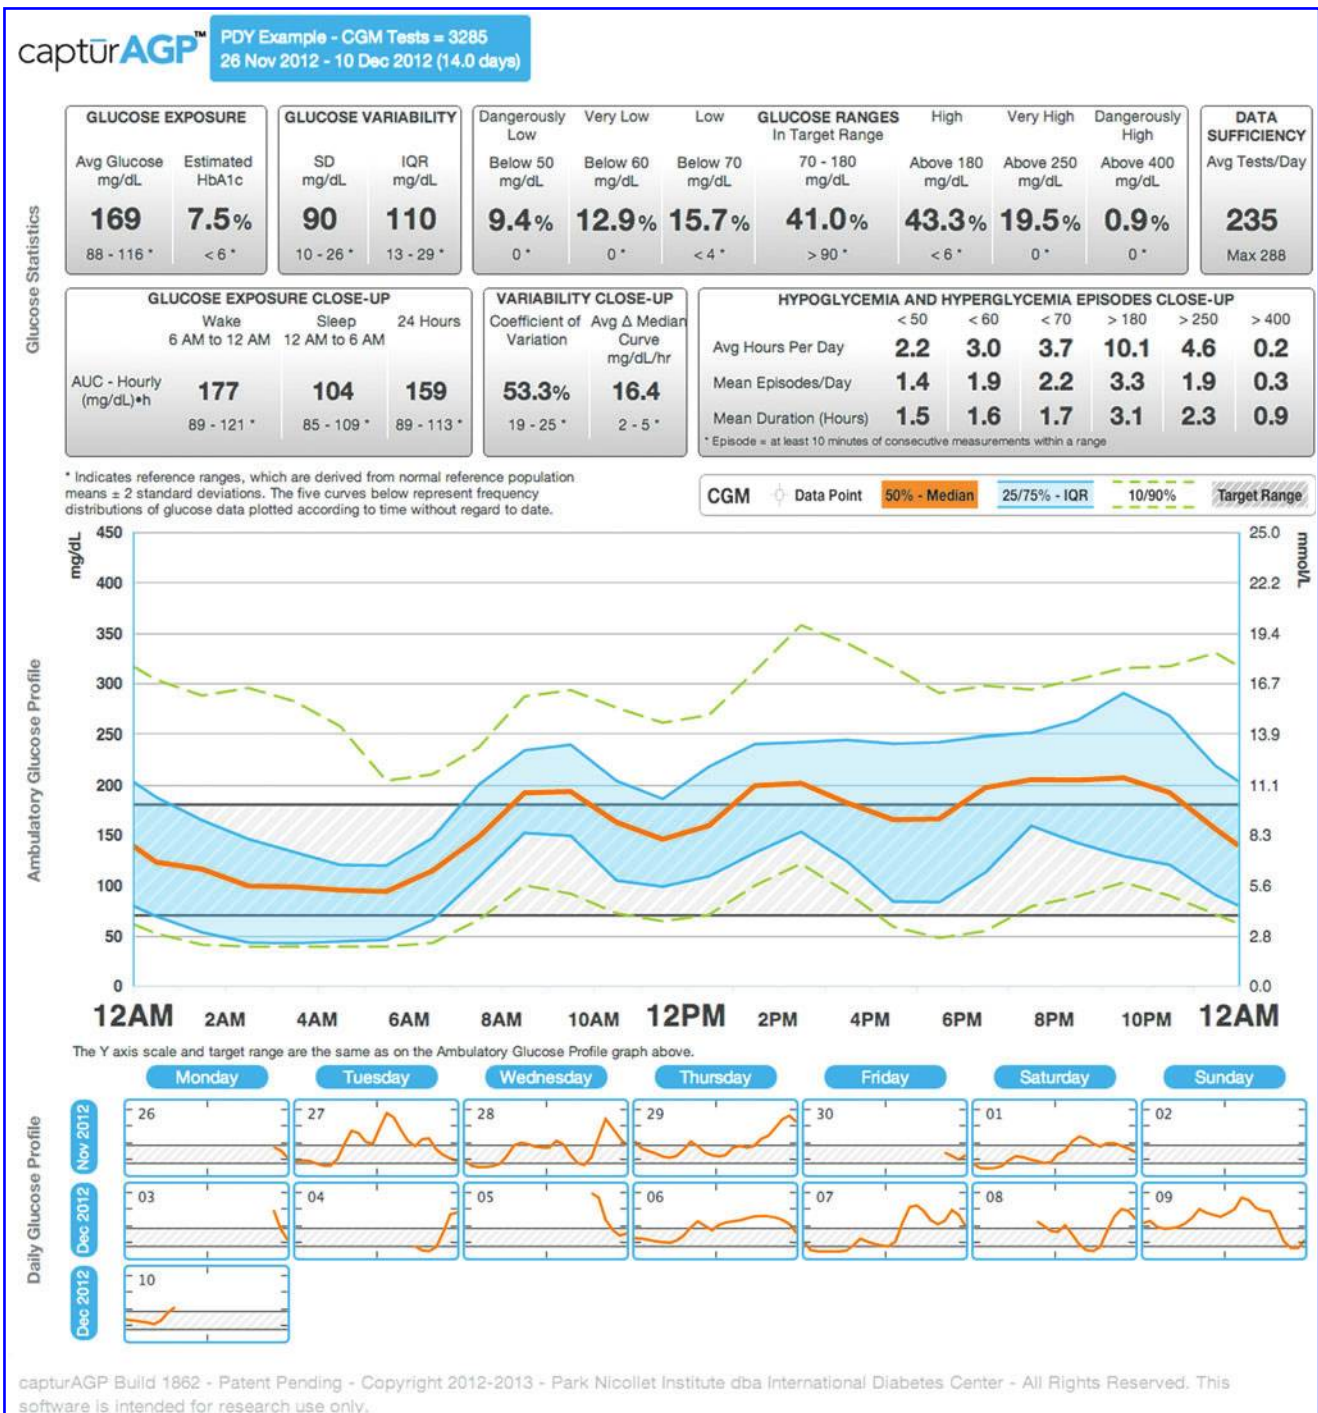 captūrAGP™
PDY Example - CGM Tests = 3285
26 Nov 2012 - 10 Dec 2012 (14.0 days)
Glucose Statistics
GLUCOSE EXPOSURE
Avg Glucose Estimated
mg/dL HbA1c
169 7.5%
88 - 116 * < 6 *
GLUCOSE VARIABILITY
SD IQR
mg/dL mg/dL
90 110
10 - 26 * 13 - 29 *
Dangerously Very Low Low GLUCOSE RANGES High Very High Dangerously
Low In Target Range High
Below 50 Below 60 Below 70 70 - 180 Above 180 Above 250 Above 400
mg/dL mg/dL mg/dL mg/dL mg/dL mg/dL mg/dL
9.4% 12.9% 15.7% 41.0% 43.3% 19.5% 0.9%
0 * 0 * < 4 * > 90 * < 6 * 0 * 0 *
DATA
SUFFICIENCY
Avg Tests/Day
235
Max 288
GLUCOSE EXPOSURE CLOSE-UP
Wake Sleep 24 Hours
6 AM to 12 AM 12 AM to 6 AM
AUC - Hourly
(mg/dL)•h
177 104 159
89 - 121 * 85 - 109 * 89 - 113 *
VARIABILITY CLOSE-UP
Coefficient of Avg Δ Median
Variation Curve
mg/dL/hr
53.3% 16.4
19 - 25 * 2 - 5 *
HYPOGLYCEMIA AND HYPERGLYCEMIA EPISODES CLOSE-UP
< 50 < 60 < 70 > 180 > 250 > 400
Avg Hours Per Day 2.2 3.0 3.7 10.1 4.6 0.2
Mean Episodes/Day 1.4 1.9 2.2 3.3 1.9 0.3
Mean Duration (Hours) 1.5 1.6 1.7 3.1 2.3 0.9
* Episode = at least 10 minutes of consecutive measurements within a range
* Indicates reference ranges, which are derived from normal reference population
means ± 2 standard deviations. The five curves below represent frequency
distributions of glucose data plotted according to time without regard to date.
CGM Data Point 50% - Median 25/75% - IQR 10/90% Target Range
Ambulatory Glucose Profile
mg/dL
mmol/L
450 25.0
400 22.2
350 19.4
300 16.7
250 13.9
200 11.1
150 8.3
100 5.6
50 2.8
0 0.0
12AM 2AM 4AM 6AM 8AM 10AM 12PM 2PM 4PM 6PM 8PM 10PM 12AM
The Y axis scale and target range are the same as on the Ambulatory Glucose Profile graph above.
Daily Glucose Profile
Monday Tuesday Wednesday Thursday Friday Saturday Sunday
Nov 2012
26 27 28 29 30 01 02
Dec 2012
03 04 05 06 07 08 09
Dec 2012
10
capturAGP Build 1862 - Patent Pending - Copyright 2012-2013 - Park Nicollet Institute dba International Diabetes Center - All Rights Reserved. This
software is intended for research use only.